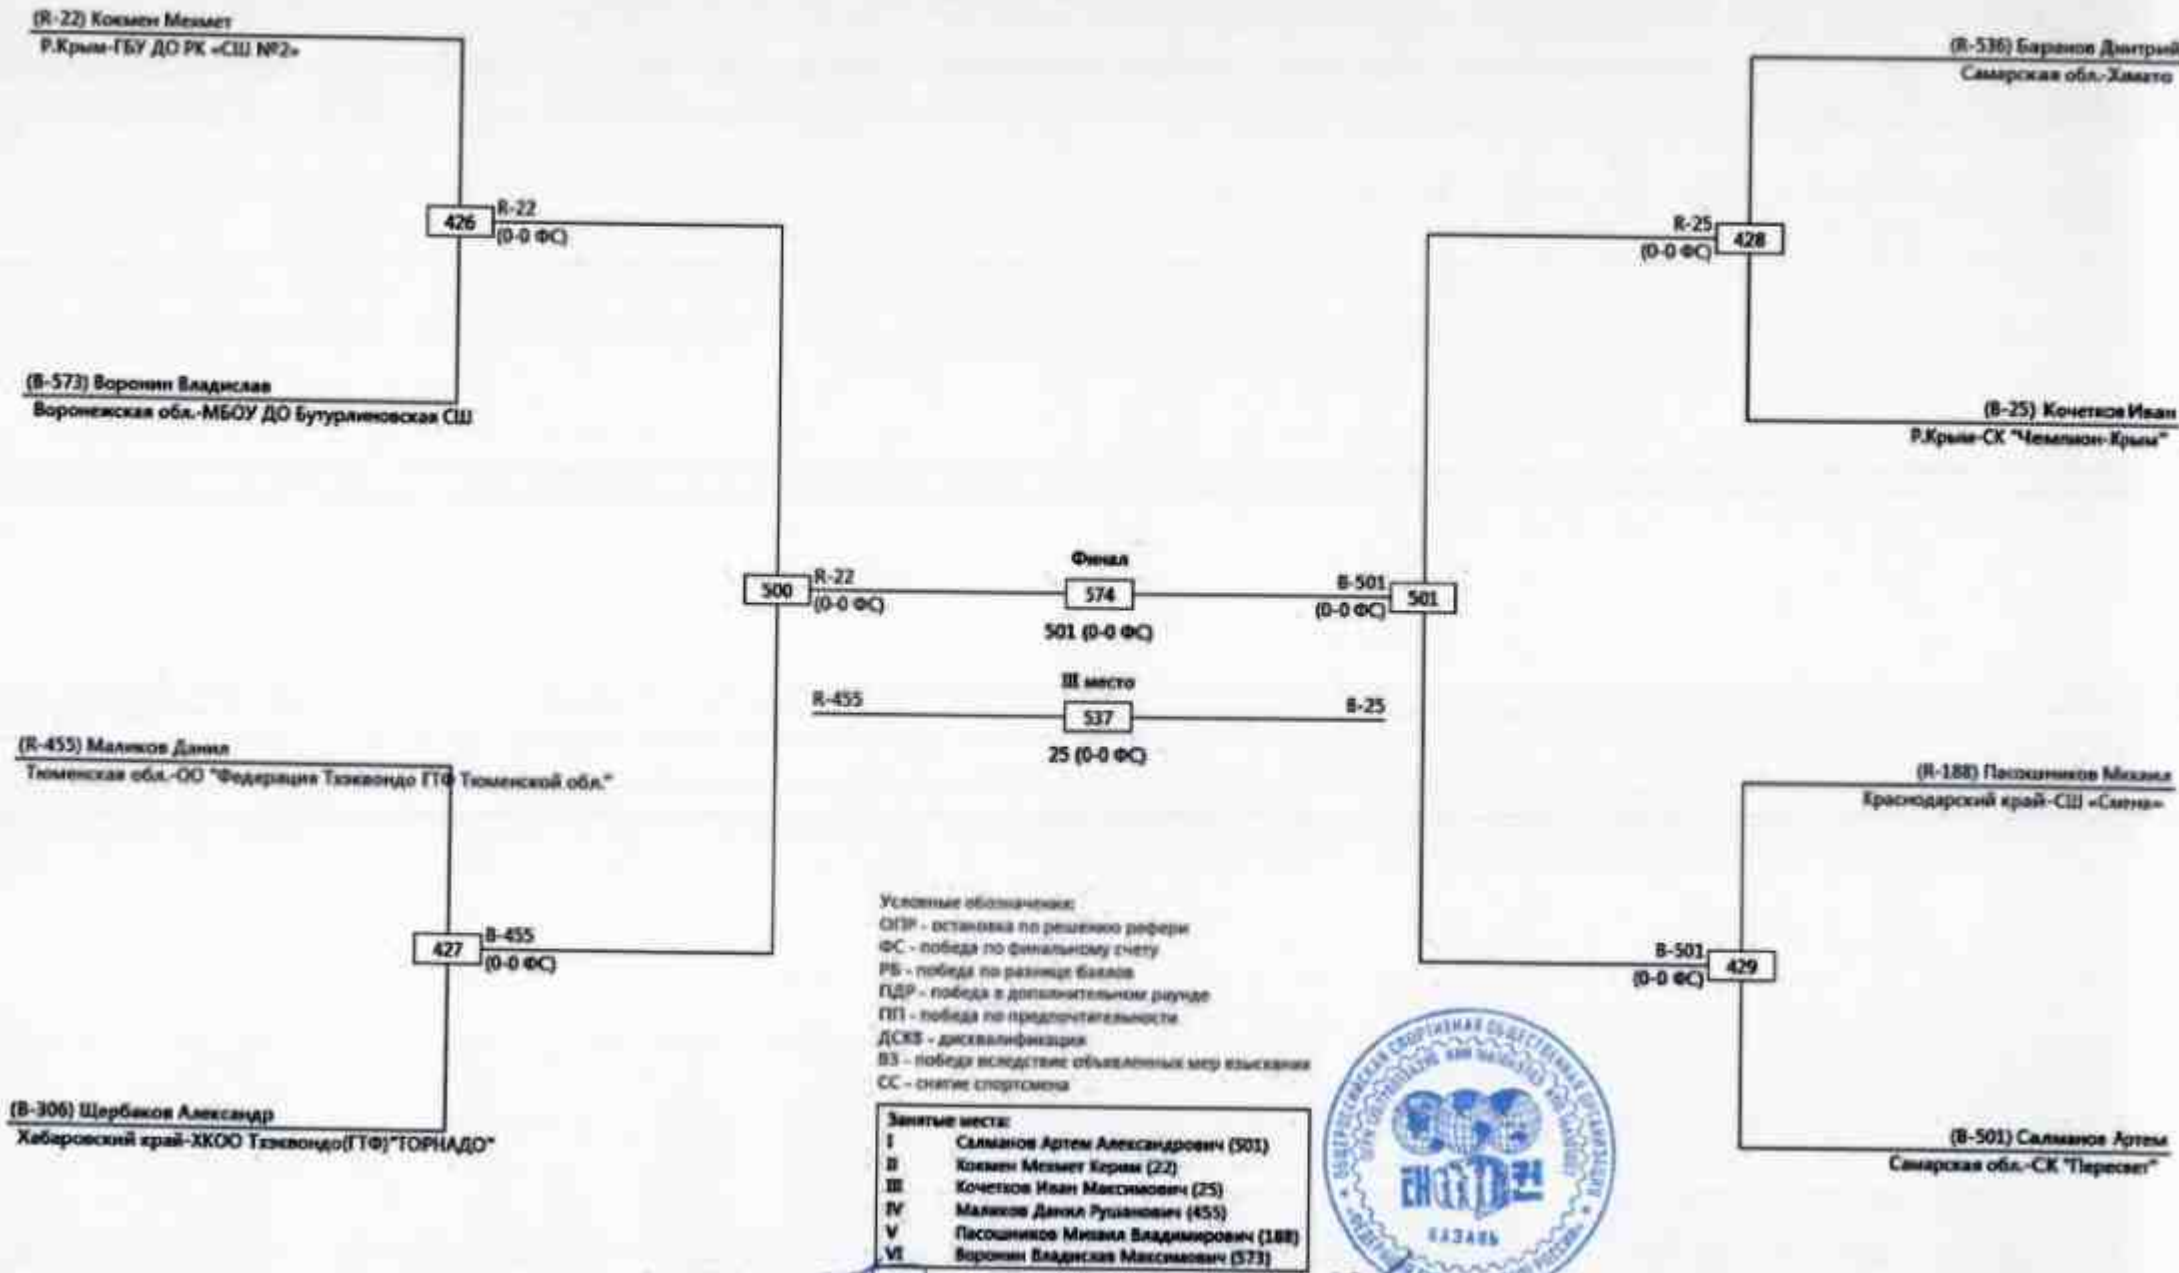 (R-22) Кокмен Мехмет
Р.Крым-ГБУ ДО РК «СШ №2»
426
R-22
(0-0 ФС)
(B-573) Воронин Владислав
Воронежская обл.-МБОУ ДО Бутурлиновская СШ
500
R-22
(0-0 ФС)
(R-455) Маликов Данил
Тюменская обл.-ОО "Федерация Тхэквондо ГТФ Тюменской обл."
427
B-455
(0-0 ФС)
(B-306) Щербаков Александр
Хабаровский край-ХКОО Тхэквондо(ГТФ)"ТОРНАДО"
Финал
574
501 (0-0 ФС)
III место
R-455
537
B-25
25 (0-0 ФС)
(R-536) Баранов Дмитрий
Самарская обл.-Хамато
R-25
(0-0 ФС)
428
(B-25) Кочетков Иван
Р.Крым-СК "Чемпион-Крым"
B-501
(0-0 ФС)
501
(R-188) Пасошников Михаил
Краснодарский край-СШ «Смена»
B-501
(0-0 ФС)
429
(B-501) Салманов Артем
Самарская обл.-СК "Пересвет"
Условные обозначения:
ОПР - остановка по решению рефери
ФС - победа по финальному счету
РБ - победа по разнице баллов
ПДР - победа в дополнительном раунде
ПП - победа по предпочтительности
ДСКВ - дисквалификация
ВЗ - победа вследствие объявленных мер взыскания
СС - снятие спортсмена
Занятые места:
I Салманов Артем Александрович (501)
II Кокмен Мехмет Керим (22)
III Кочетков Иван Максимович (25)
IV Маликов Данил Рушанович (455)
V Пасошников Михаил Владимирович (188)
VI Воронин Владислав Максимович (573)
ОБЩЕРОССИЙСКАЯ СПОРТИВНАЯ ОБЩЕСТВЕННАЯ ОРГАНИЗАЦИЯ
КАЗАНЬ